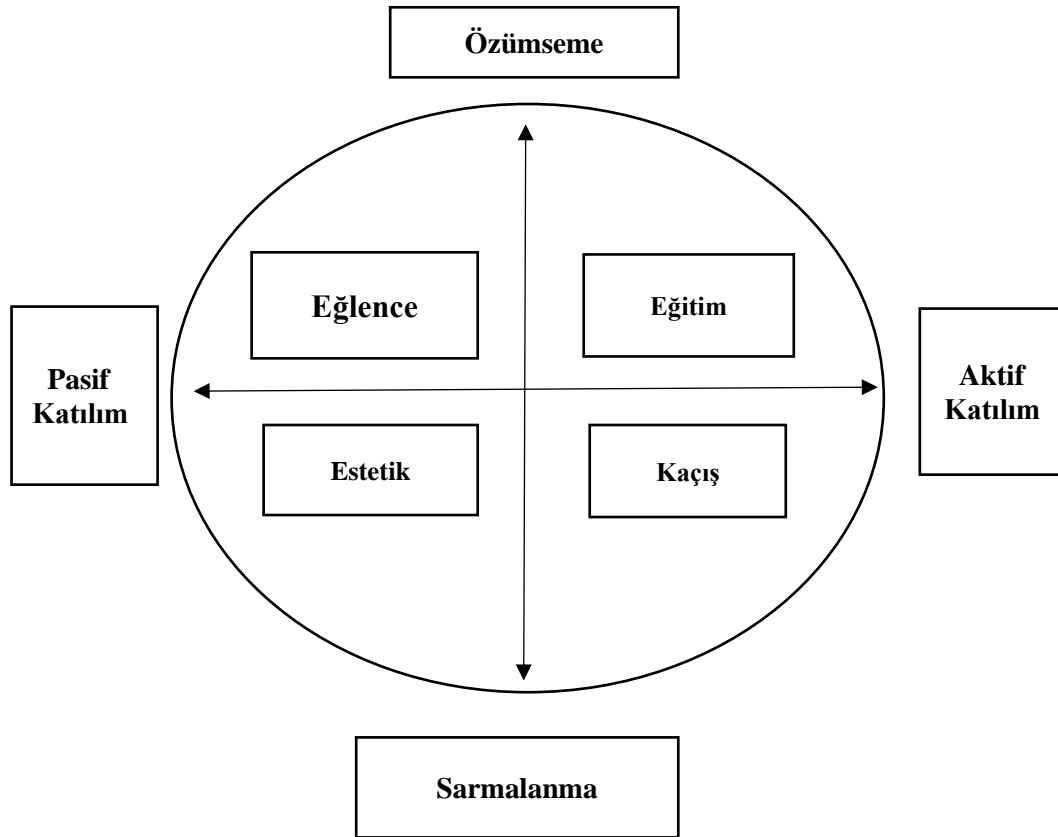 Özümseme
Eğlence
Eğitim
Pasif
Katılım
Aktif
Katılım
Estetik
Kaçış
Sarmalanma